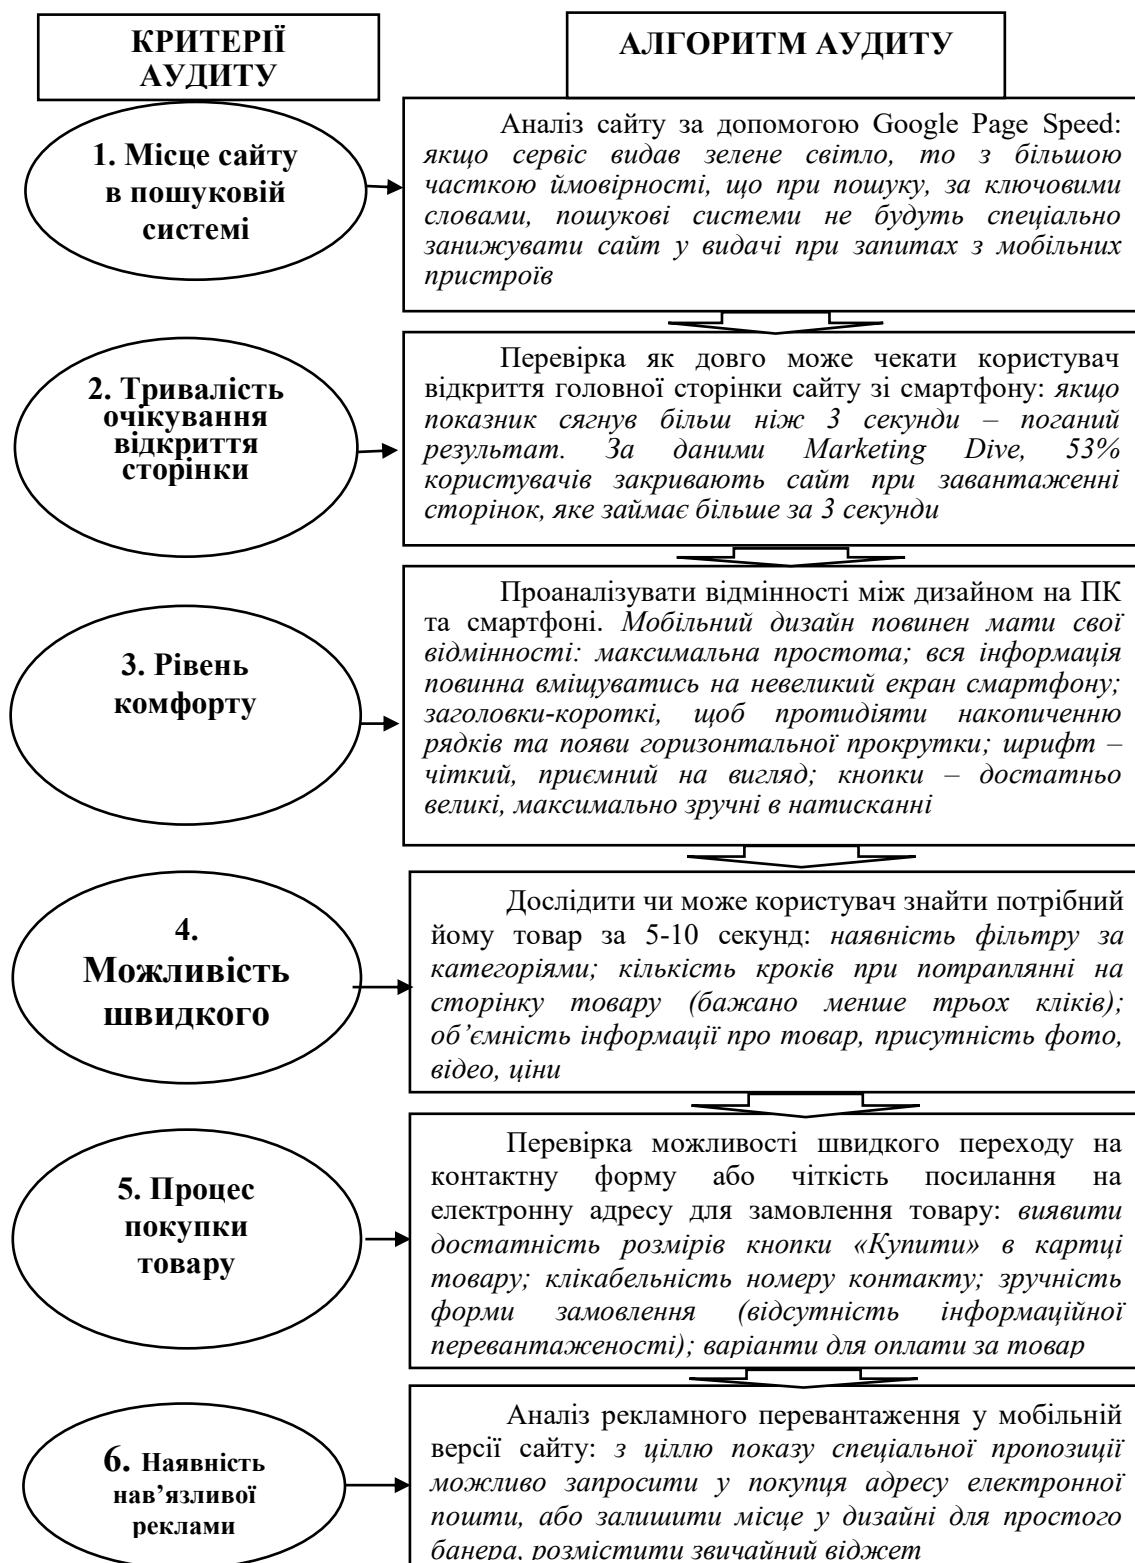 КРИТЕРІЇ
АУДИТУ
АЛГОРИТМ АУДИТУ
1. Місце сайту
в пошуковій
системі
Аналіз сайту за допомогою Google Page Speed:
якщо сервіс видав зелене світло, то з більшою
часткою ймовірності, що при пошуку, за ключовими
словами, пошукові системи не будуть спеціально
занижувати сайт у видачі при запитах з мобільних
пристроїв
2. Тривалість
очікування
відкриття
сторінки
Перевірка як довго може чекати користувач
відкриття головної сторінки сайту зі смартфону: якщо
показник сягнув більш ніж 3 секунди – поганий
результат. За даними Marketing Dive, 53%
користувачів закривають сайт при завантаженні
сторінок, яке займає більше за 3 секунди
3. Рівень
комфорту
Проаналізувати відмінності між дизайном на ПК
та смартфоні. Мобільний дизайн повинен мати свої
відмінності: максимальна простота; вся інформація
повинна вміщуватись на невеликий екран смартфону;
заголовки-короткі, щоб протидіяти накопиченню
рядків та появи горизонтальної прокрутки; шрифт –
чіткий, приємний на вигляд; кнопки – достатньо
великі, максимально зручні в натисканні
4.
Можливість
швидкого
Дослідити чи може користувач знайти потрібний
йому товар за 5-10 секунд: наявність фільтру за
категоріями; кількість кроків при потраплянні на
сторінку товару (бажано менше трьох кліків);
об’ємність інформації про товар, присутність фото,
відео, ціни
5. Процес
покупки
товару
Перевірка можливості швидкого переходу на
контактну форму або чіткість посилання на
електронну адресу для замовлення товару: виявити
достатність розмірів кнопки «Купити» в картці
товару; клікабельність номеру контакту; зручність
форми замовлення (відсутність інформаційної
перевантаженості); варіанти для оплати за товар
6. Наявність
нав’язливої
реклами
Аналіз рекламного перевантаження у мобільній
версії сайту: з ціллю показу спеціальної пропозиції
можливо запросити у покупця адресу електронної
пошти, або залишити місце у дизайні для простого
банера, розмістити звичайний віджет